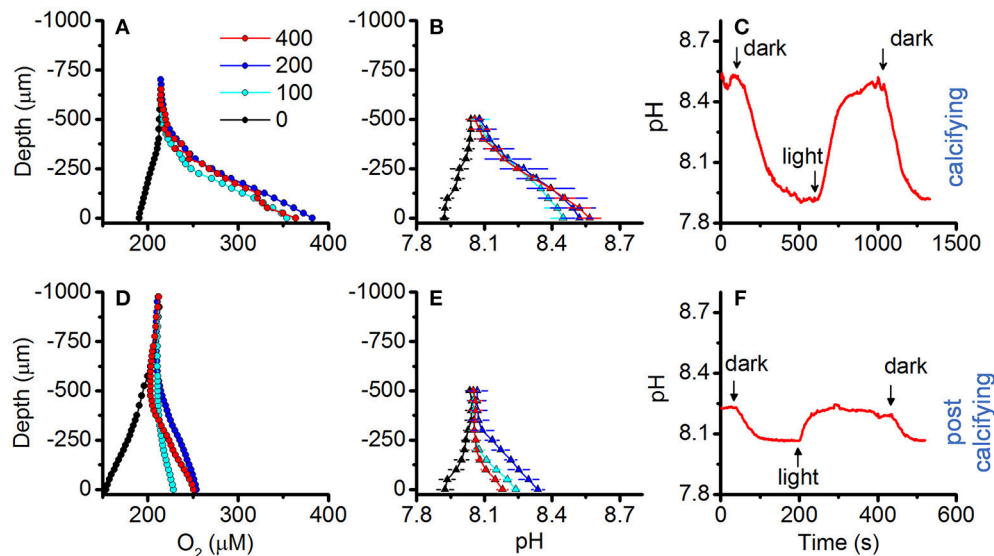 A
400
200
100
0
-1000
-750
-500
-250
0
Depth (μm)
200
300
400
B
-1000
-750
-500
-250
0
7.8
8.1
8.4
8.7
C
dark
dark
light
8.7
8.4
8.1
7.8
pH
0
500
1000
1500
calcifying
D
-1000
-750
-500
-250
0
Depth (μm)
200
300
400
O₂ (μM)
E
-1000
-750
-500
-250
0
7.8
8.1
8.4
8.7
pH
F
dark
dark
light
8.7
8.4
8.1
7.8
pH
0
200
400
600
Time (s)
post
calcifying